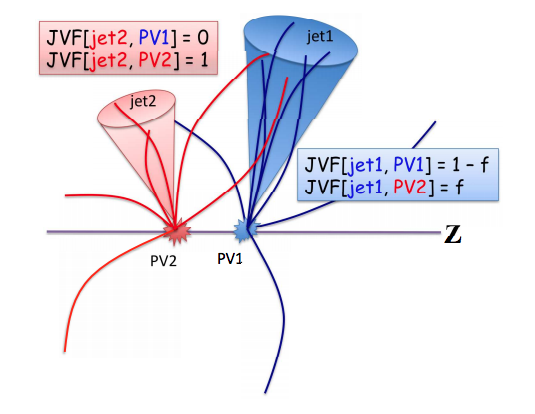 JVF[jet2, PV1] = 0
JVF[jet2, PV2] = 1
jet1
jet2
JVF[jet1, PV1] = 1 - f
JVF[jet1, PV2] = f
Z
PV2
PV1